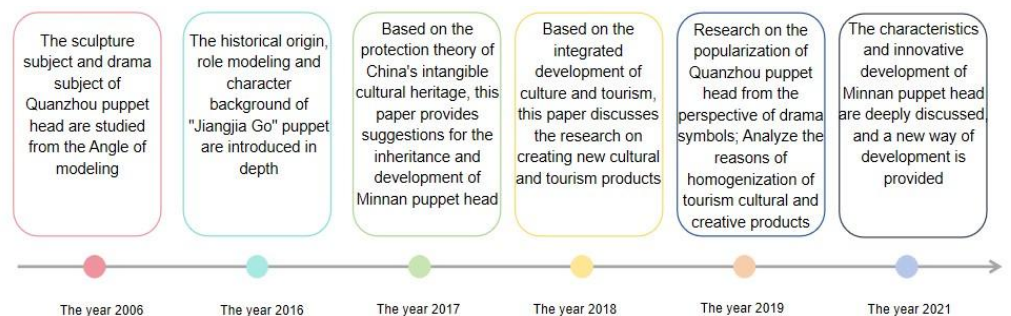 The sculpture
subject and drama
subject of
Quanzhou puppet
head are studied
from the Angle of
modeling
The historical origin,
role modeling and
character
background of
"Jiangjia Go" puppet
are introduced in
depth
Based on the
protection theory of
China's intangible
cultural heritage, this
paper provides
suggestions for the
inheritance and
development of
Minnan puppet head
Based on the
integrated
development of
culture and tourism,
this paper discusses
the research on
creating new cultural
and tourism products
Research on the
popularization of
Quanzhou puppet
head from the
perspective of drama
symbols; Analyze the
reasons of
homogenization of
tourism cultural and
creative products
The characteristics
and innovative
development of
Minnan puppet head
are deeply discussed,
and a new way of
development is
provided
The year 2006
The year 2016
The year 2017
The year 2018
The year 2019
The year 2021